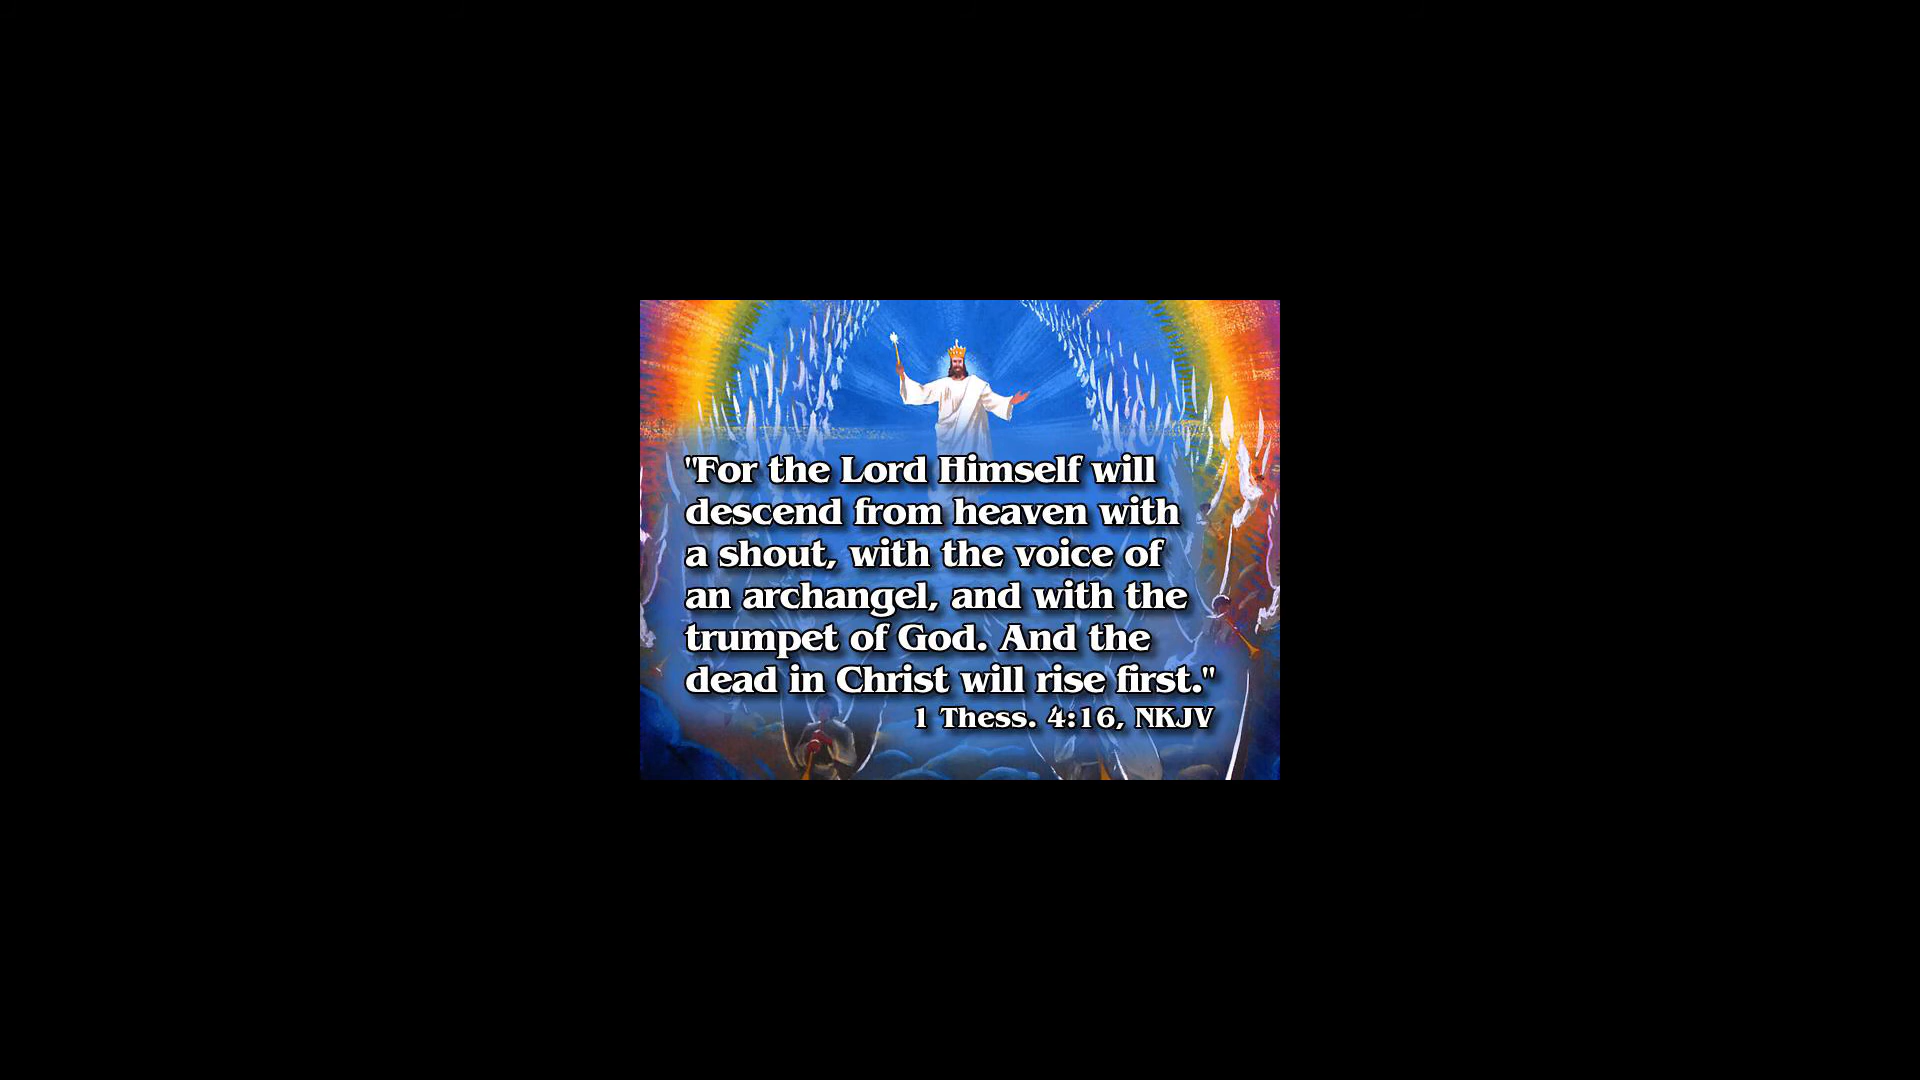 "For the Lord Himself will
descend from heaven with
a shout, with the voice of
an archangel, and with the
trumpet of God. And the
dead in Christ will rise first."
1 Thess. 4:16, NKJV